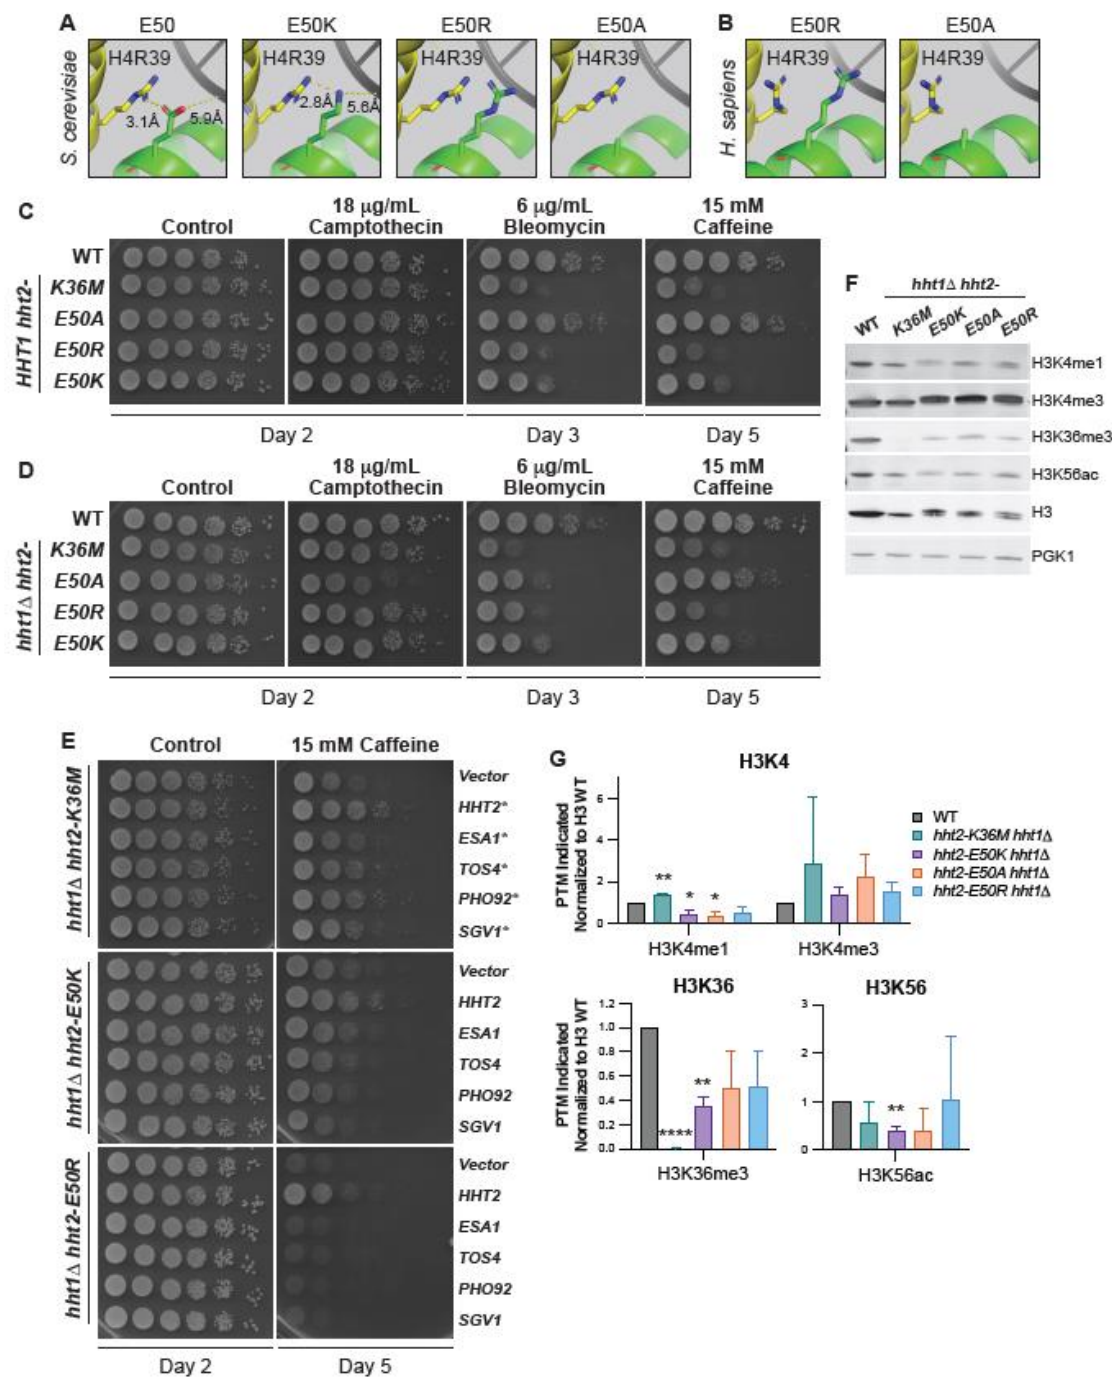 A
E50
E50K
E50R
E50A
B
E50R
E50A
S. cerevisiae
H4R39
3.1Å
5.9Å
H4R39
2.8Å
5.6Å
H4R39
H4R39
H. sapiens
H4R39
H4R39
C
Control
18 µg/mL
Camptothecin
6 µg/mL
Bleomycin
15 mM
Caffeine
HHT1 hht2-
WT
K36M
E50A
E50R
E50K
Day 2
Day 3
Day 5
D
Control
18 µg/mL
Camptothecin
6 µg/mL
Bleomycin
15 mM
Caffeine
hht1Δ hht2-
WT
K36M
E50A
E50R
E50K
Day 2
Day 3
Day 5
F
hht1Δ hht2-
WT
K36M
E50K
E50A
E50R
H3K4me1
H3K4me3
H3K36me3
H3K56ac
H3
PGK1
E
Control
15 mM Caffeine
hht1Δ hht2-K36M
Vector
HHT2*
ESA1*
TOS4*
PHO92*
SGV1*
hht1Δ hht2-E50K
Vector
HHT2
ESA1
TOS4
PHO92
SGV1
hht1Δ hht2-E50R
Vector
HHT2
ESA1
TOS4
PHO92
SGV1
Day 2
Day 5
G
H3K4
PTM Indicated
Normalized to H3 WT
6
4
2
0
**
*
*
H3K4me1
H3K4me3
WT
hht2-K36M hht1Δ
hht2-E50K hht1Δ
hht2-E50A hht1Δ
hht2-E50R hht1Δ
H3K36
PTM Indicated
Normalized to H3 WT
1.2
1.0
0.8
0.6
0.4
0.2
0.0
****
**
H3K36me3
H3K56
3
2
1
0
**
H3K56ac